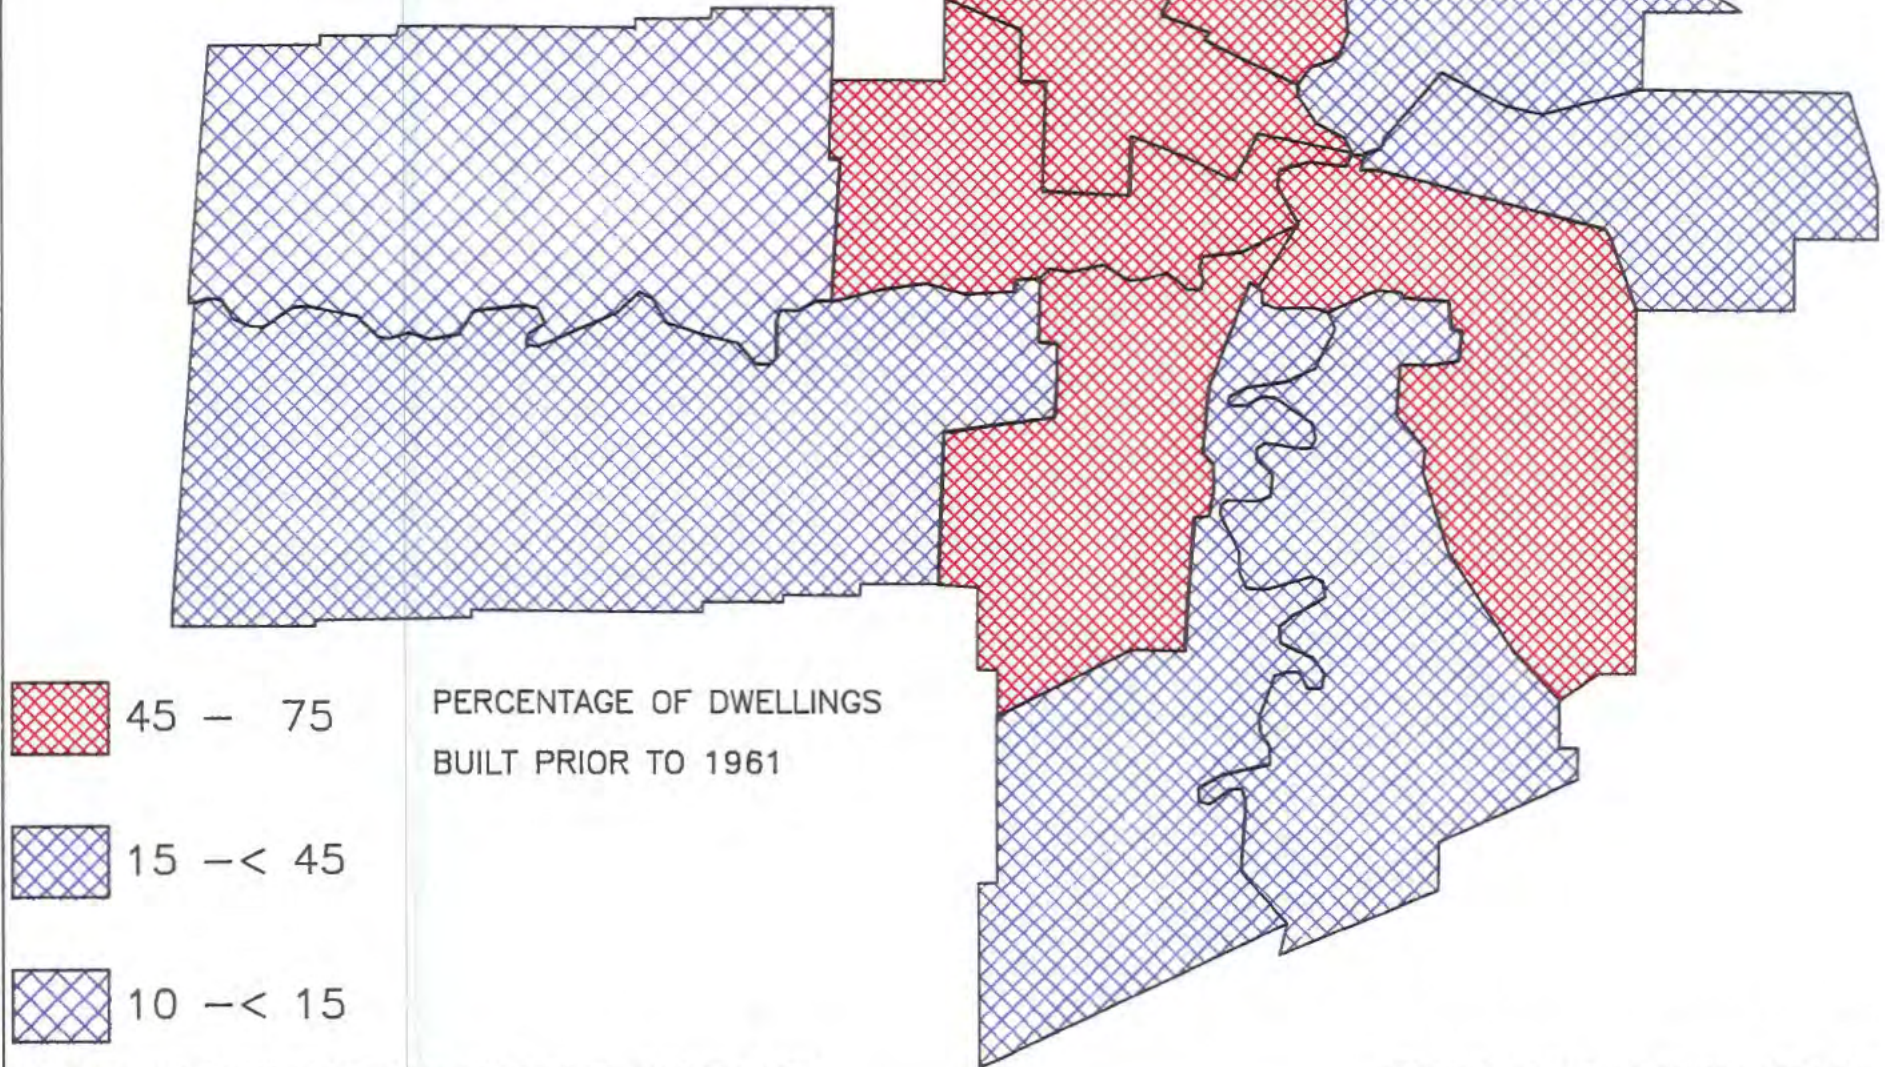 45 – 75
PERCENTAGE OF DWELLINGS
BUILT PRIOR TO 1961
15 –< 45
10 –< 15